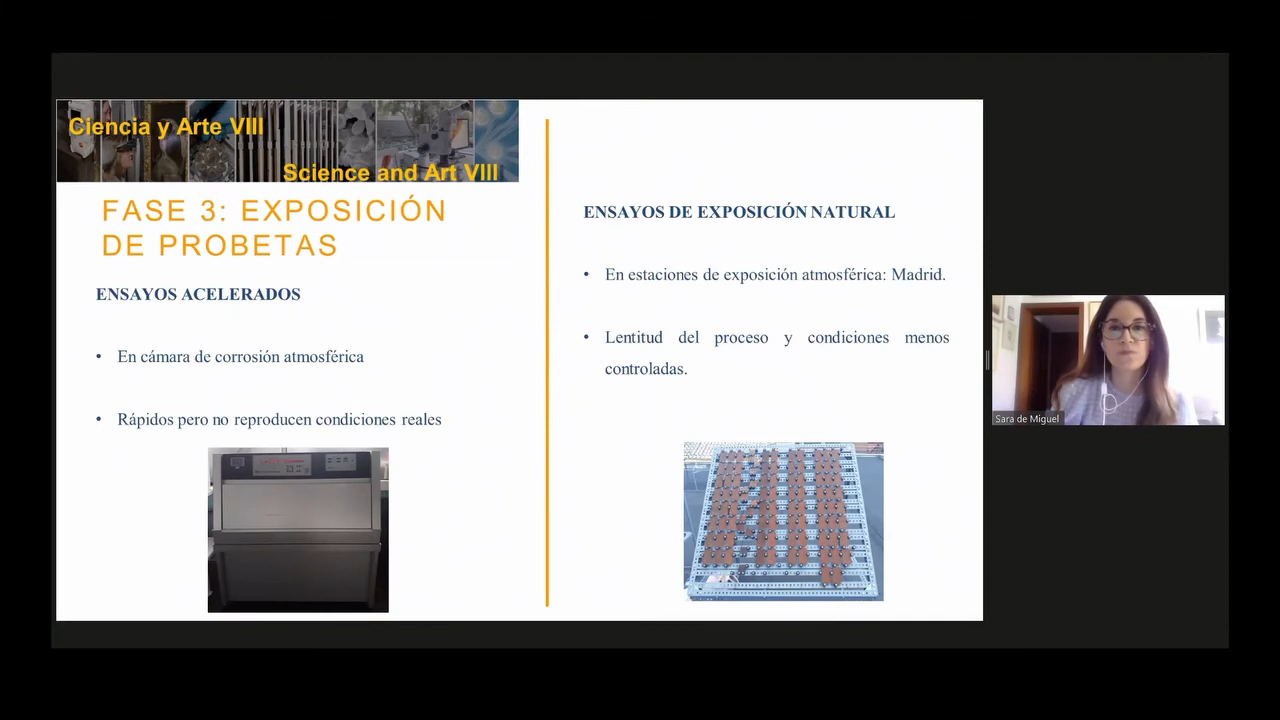 Ciencia y Arte VIII
Science and Art VIII
FASE 3: EXPOSICIÓN
DE PROBETAS
ENSAYOS ACELERADOS
• En cámara de corrosión atmosférica
• Rápidos pero no reproducen condiciones reales
ENSAYOS DE EXPOSICIÓN NATURAL
• En estaciones de exposición atmosférica: Madrid.
• Lentitud del proceso y condiciones menos
controladas.
Sara de Miguel